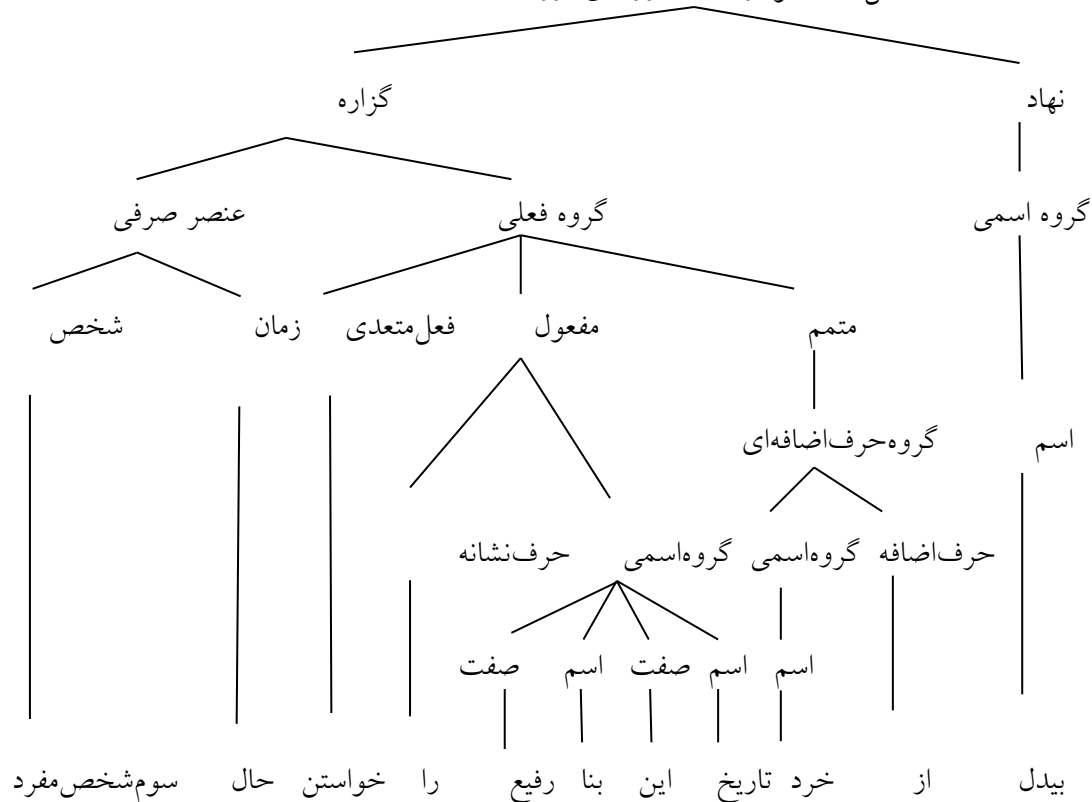 نهاد گزاره
گروه اسمی گروه فعلی عنصر صرفی
متمم مفعول فعل‌متعدی زمان شخص
اسم گروه‌حرف‌اضافه‌ای
حرف‌اضافه گروه‌اسمی گروه‌اسمی حرف‌نشانه
اسم اسم صفت اسم صفت
بیدل از خرد تاریخ این بنا رفیع را خواستن حال سوم‌شخص‌مفرد